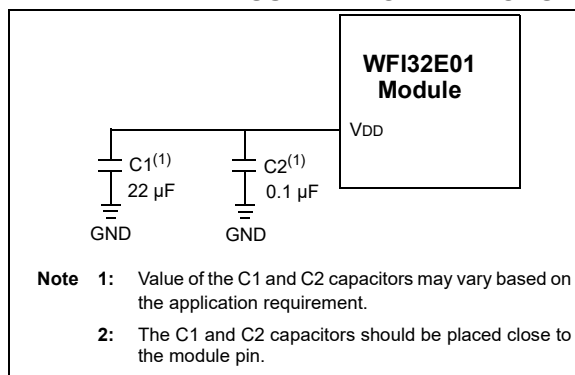 WFI32E01
Module
VDD
C1(1)
C2(1)
22 µF
0.1 µF
GND
GND
Note 1: Value of the C1 and C2 capacitors may vary based on
the application requirement.
2: The C1 and C2 capacitors should be placed close to
the module pin.